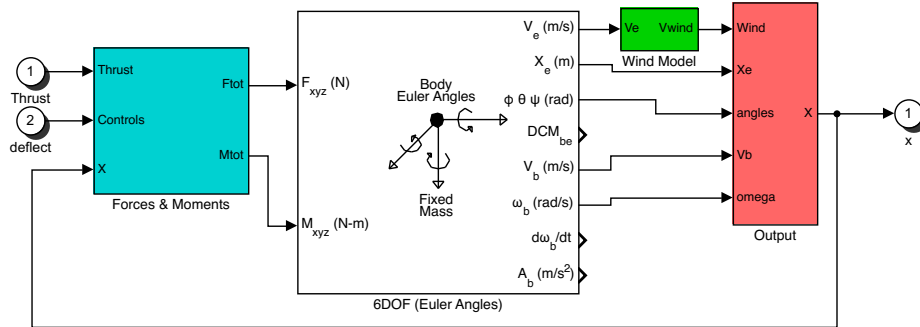 1
Thrust
2
deflect
Thrust
Controls
X
Ftot
Mtot
Forces & Moments
F_xyz (N)
M_xyz (N-m)
Body
Euler Angles
Fixed
Mass
V_e (m/s)
X_e (m)
ϕ θ ψ (rad)
DCM_be
V_b (m/s)
ω_b (rad/s)
dω_b/dt
A_b (m/s²)
6DOF (Euler Angles)
Ve Vwind
Wind Model
Wind
Xe
angles
Vb
omega
X
Output
1
x